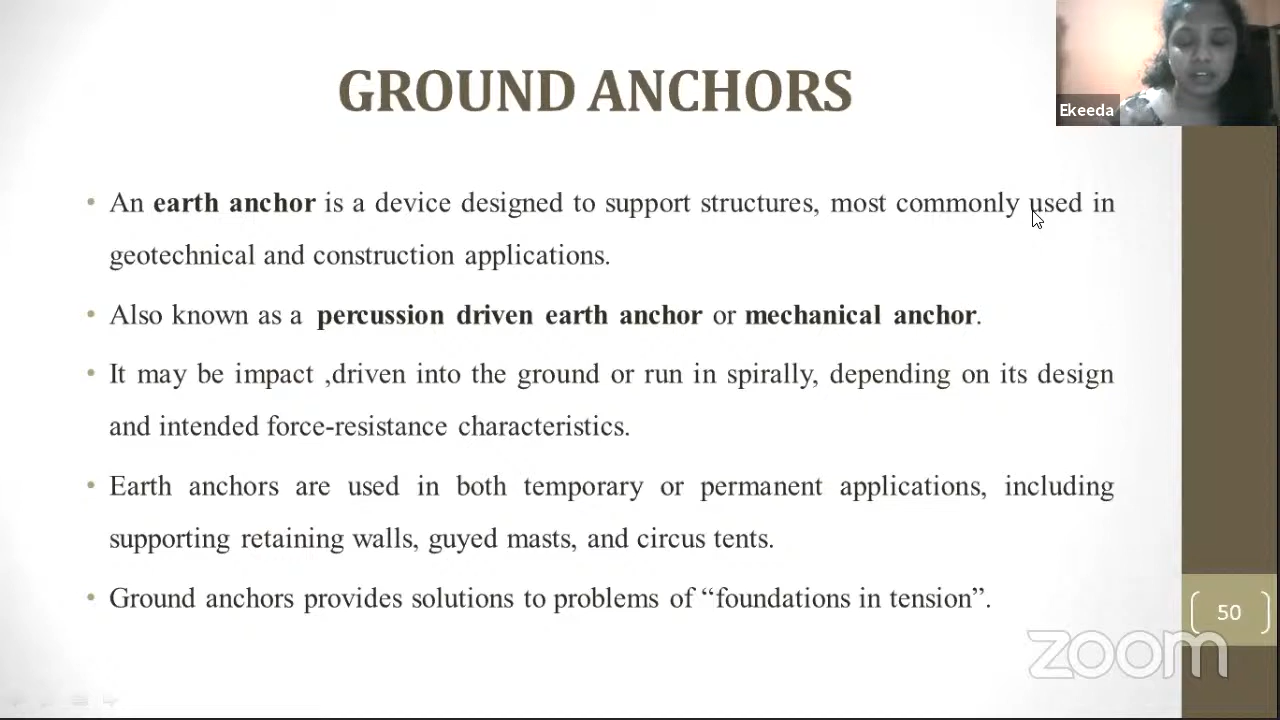 GROUND ANCHORS
Ekeeda
• An earth anchor is a device designed to support structures, most commonly used in
geotechnical and construction applications.
• Also known as a percussion driven earth anchor or mechanical anchor.
• It may be impact ,driven into the ground or run in spirally, depending on its design
and intended force-resistance characteristics.
• Earth anchors are used in both temporary or permanent applications, including
supporting retaining walls, guyed masts, and circus tents.
• Ground anchors provides solutions to problems of “foundations in tension”.
50
zoom